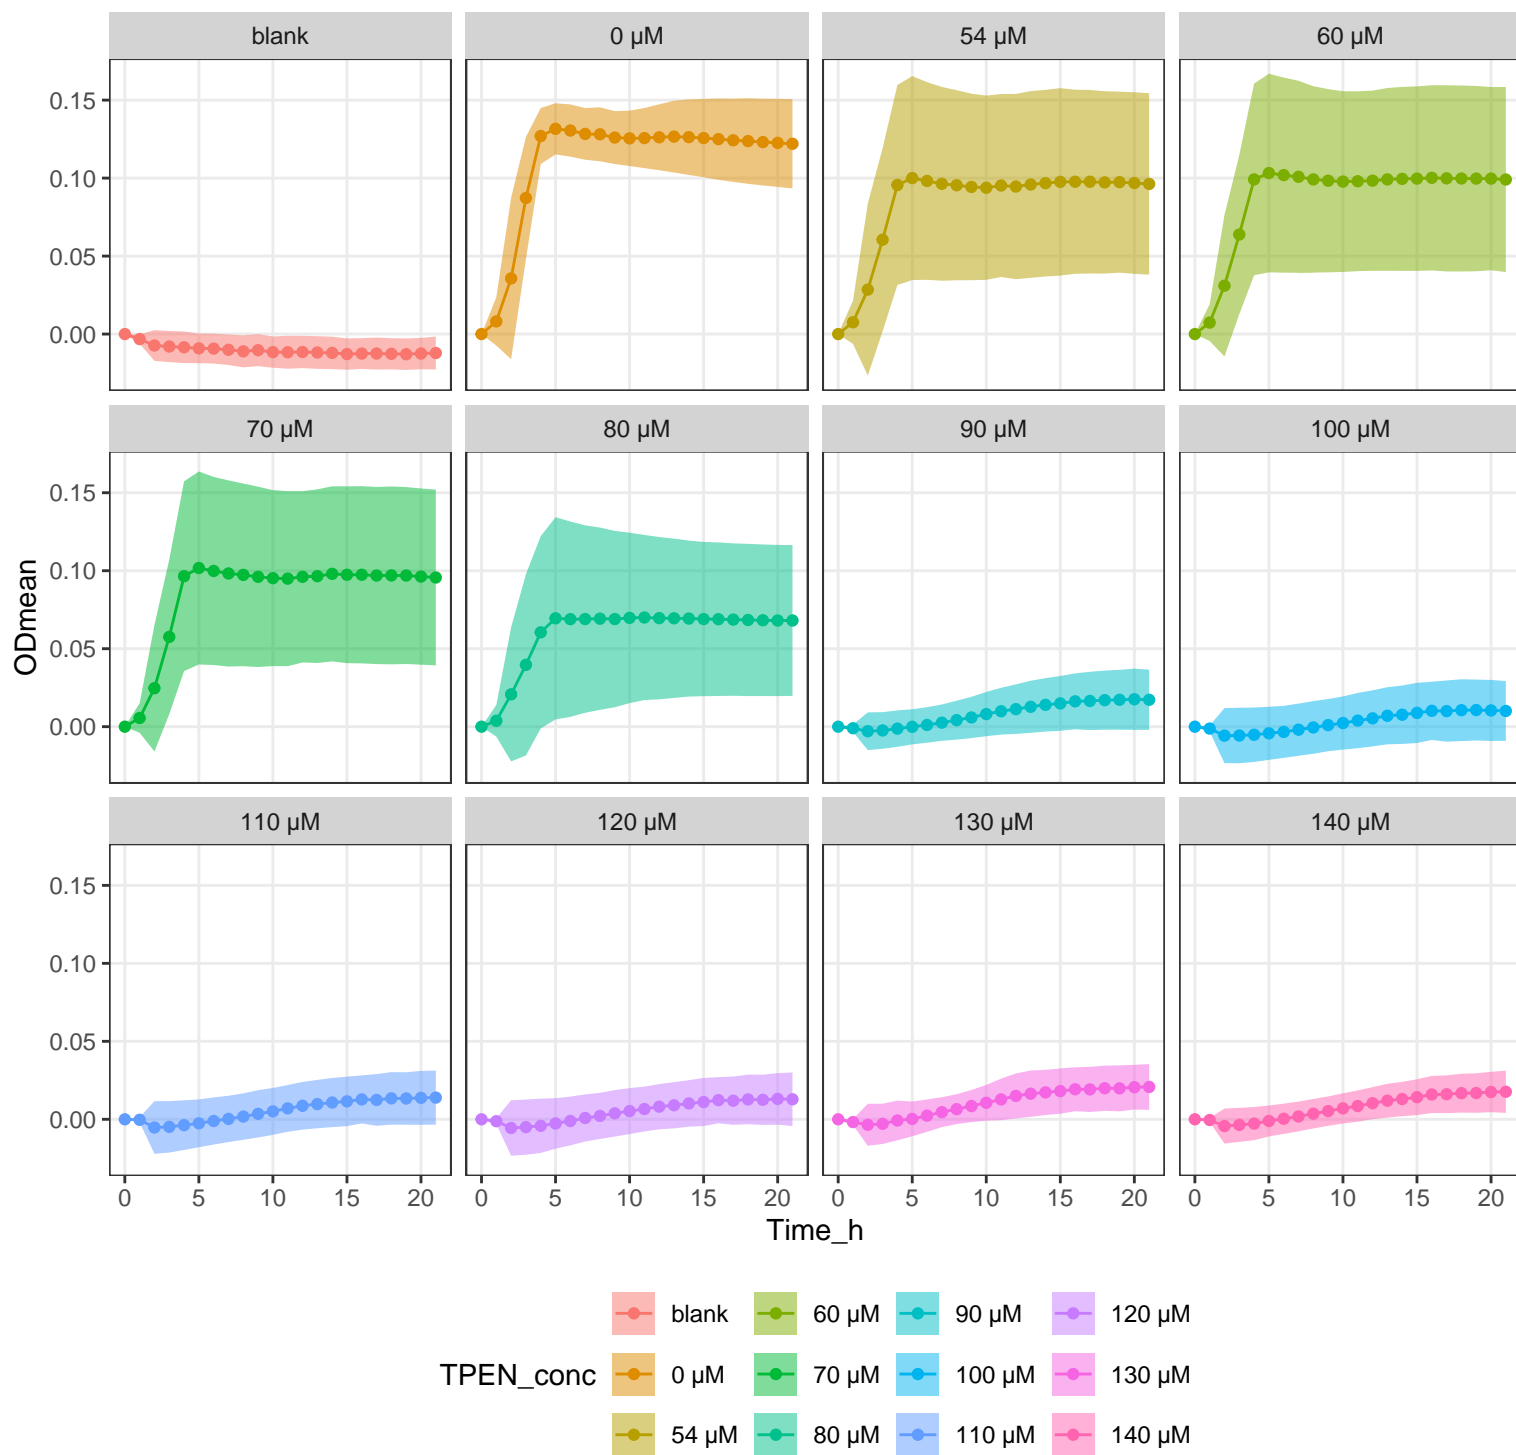 blank 0 µM 54 µM 60 µM
0.15
0.10
0.05
0.00
70 µM 80 µM 90 µM 100 µM
0.15
0.10
0.05
0.00
ODmean
110 µM 120 µM 130 µM 140 µM
0.15
0.10
0.05
0.00
0 5 10 15 20 0 5 10 15 20 0 5 10 15 20 0 5 10 15 20
Time_h
TPEN_conc
blank 60 µM 90 µM 120 µM
0 µM 70 µM 100 µM 130 µM
54 µM 80 µM 110 µM 140 µM